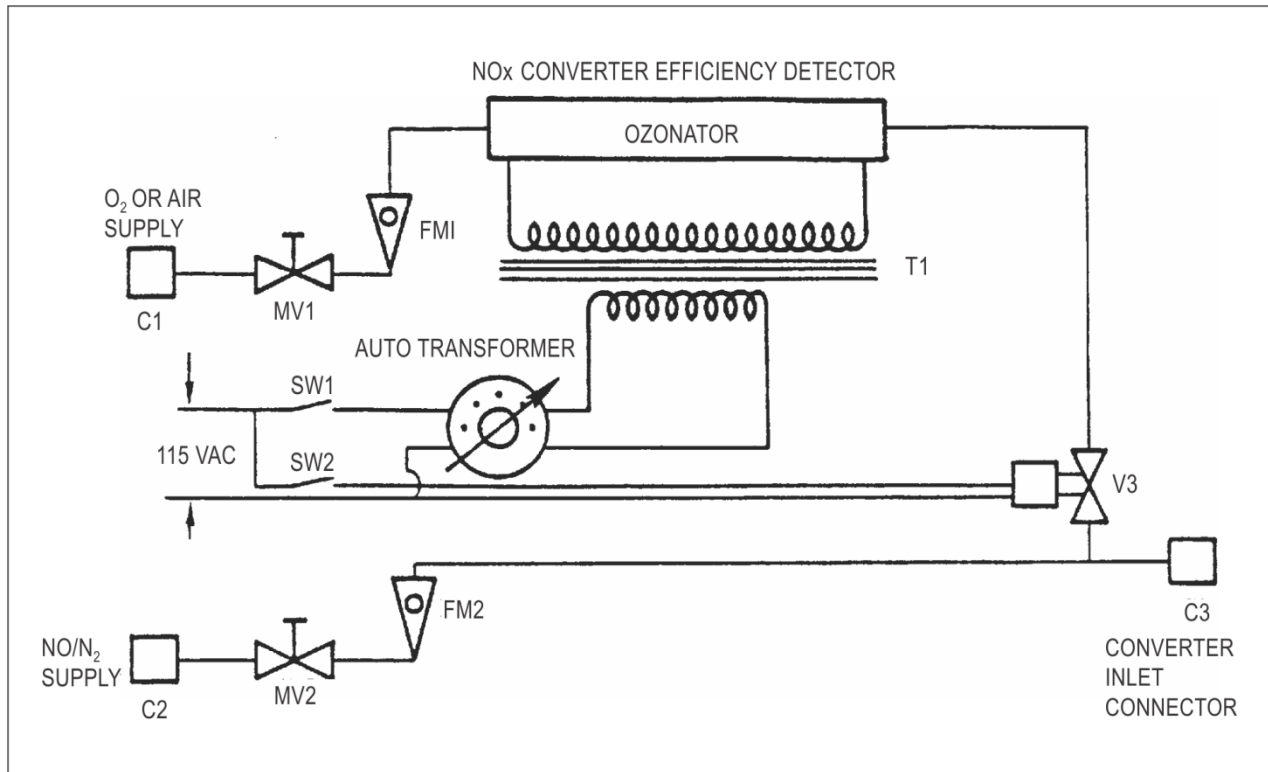 NOx CONVERTER EFFICIENCY DETECTOR
OZONATOR
O₂ OR AIR
SUPPLY
FM1
C1
MV1
T1
AUTO TRANSFORMER
SW1
115 VAC
SW2
V3
FM2
C3
NO/N₂
SUPPLY
C2
MV2
CONVERTER
INLET
CONNECTOR